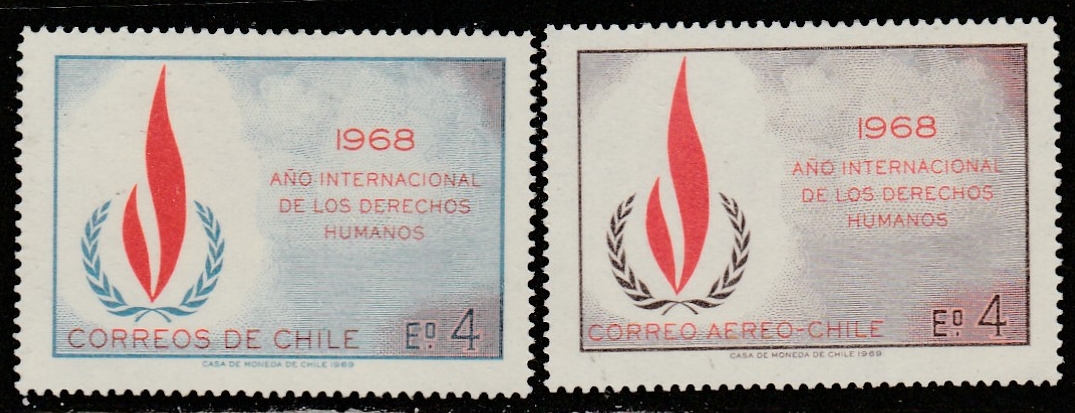 1968
AÑO INTERNACIONAL
DE LOS DERECHOS
HUMANOS
CORREOS DE CHILE Eº. 4
CASA DE MONEDA DE CHILE 1969
1968
AÑO INTERNACIONAL
DE LOS DERECHOS
HUMANOS
CORREO AEREO-CHILE Eº. 4
CASA DE MONEDA DE CHILE 1969